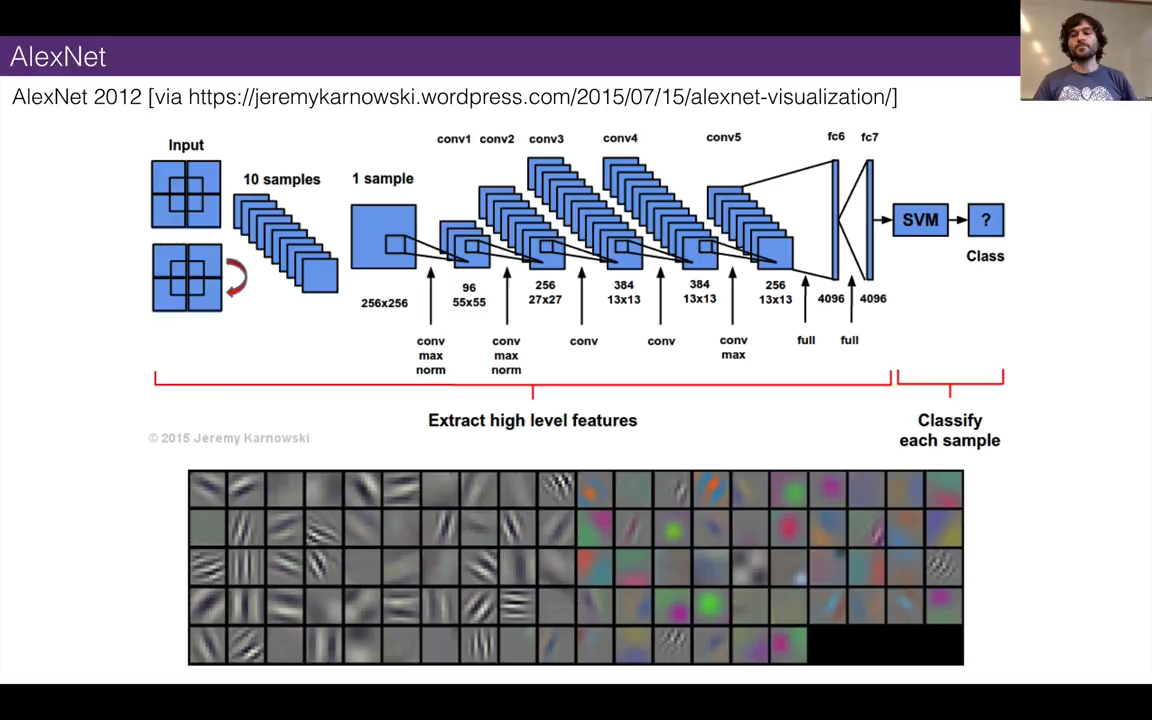 AlexNet
AlexNet 2012 [via https://jeremykarnowski.wordpress.com/2015/07/15/alexnet-visualization/]
Input
10 samples
1 sample
conv1 conv2 conv3 conv4 conv5 fc6 fc7
SVM
?
Class
256x256
96
55x55
256
27x27
384
13x13
384
13x13
256
13x13
4096
4096
conv
max
norm
conv
max
norm
conv
conv
conv
max
full
full
Extract high level features
Classify
each sample
© 2015 Jeremy Karnowski